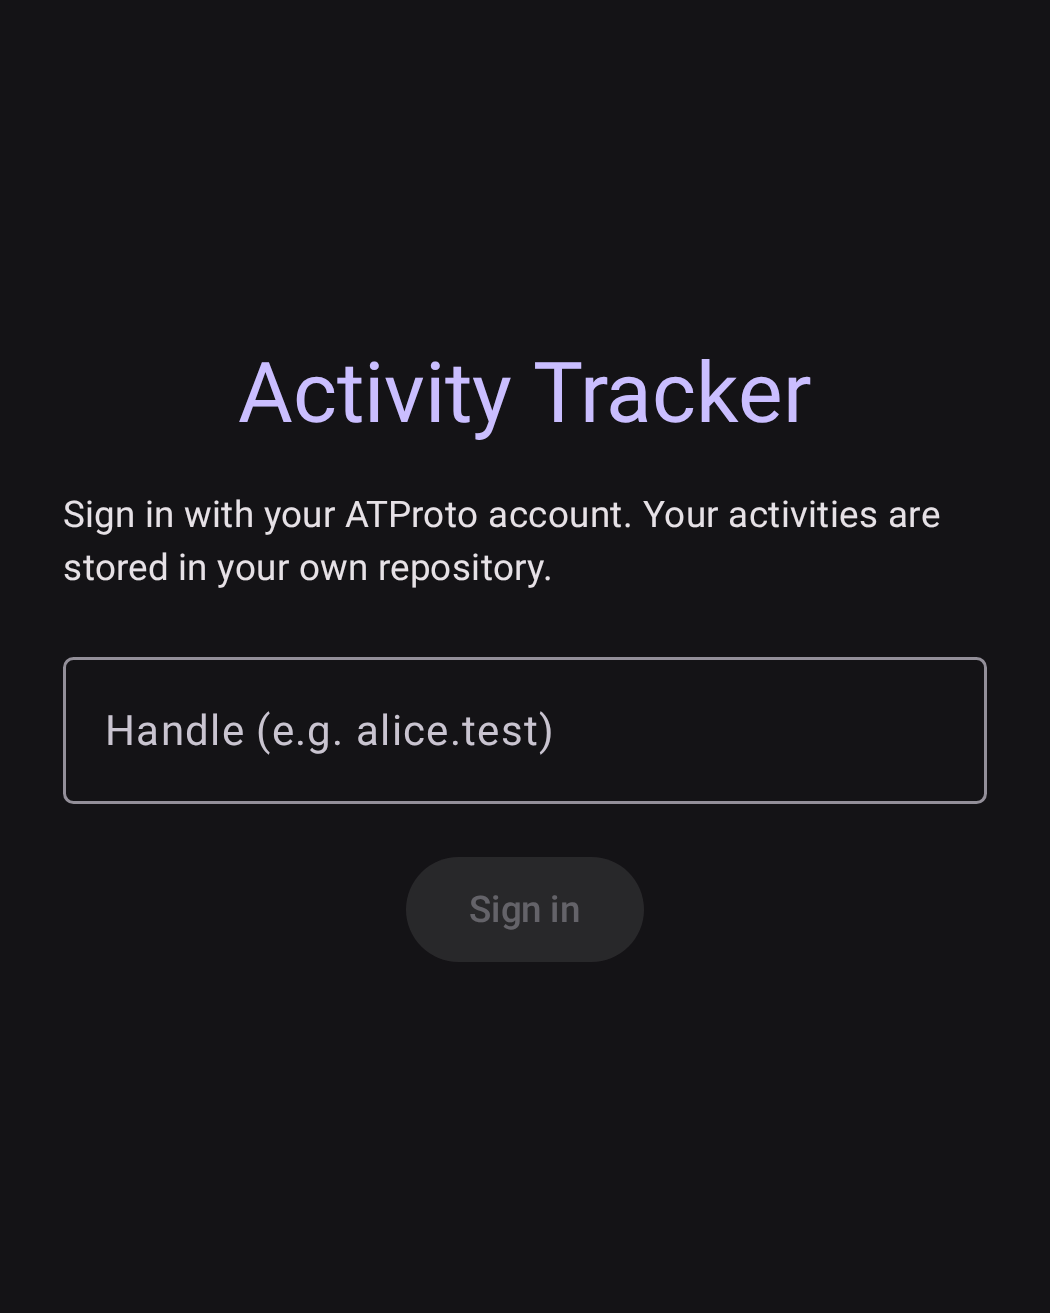 Activity Tracker
Sign in with your ATProto account. Your activities are
stored in your own repository.
Handle (e.g. alice.test)
Sign in